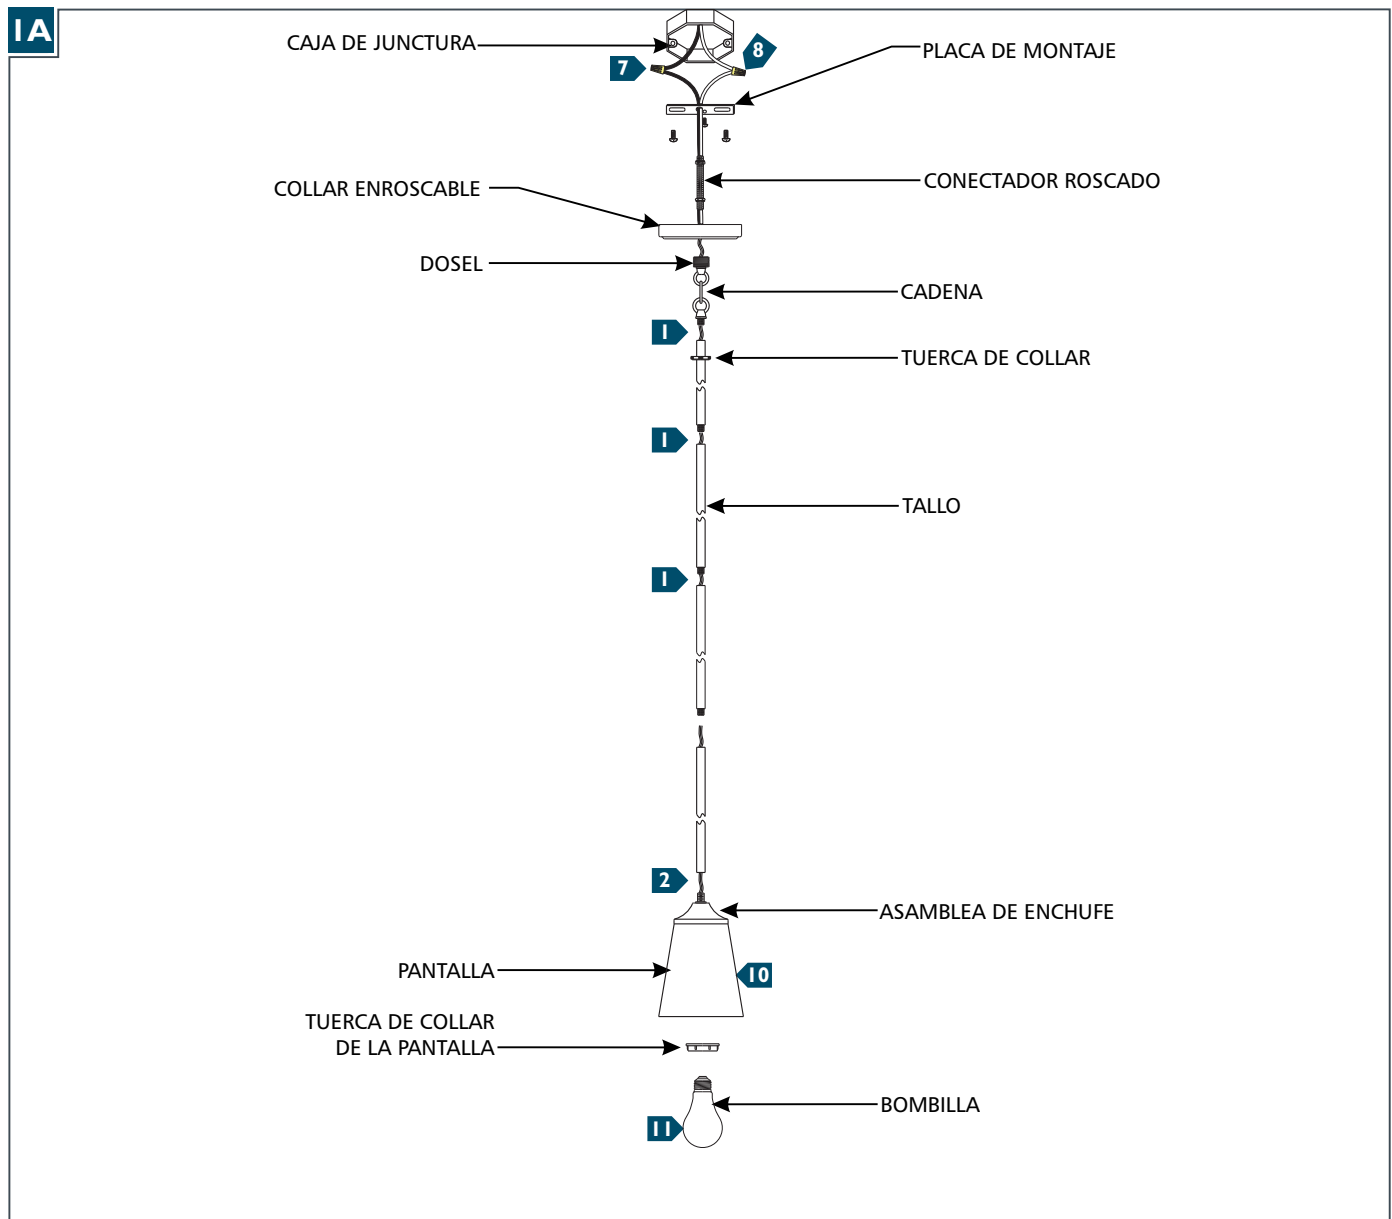 1A
CAJA DE JUNCTURA
PLACA DE MONTAJE
7
8
COLLAR ENROSCABLE
CONECTADOR ROSCADO
DOSEL
CADENA
1
TUERCA DE COLLAR
1
TALLO
1
2
ASAMBLEA DE ENCHUFE
PANTALLA
10
TUERCA DE COLLAR
DE LA PANTALLA
BOMBILLA
11